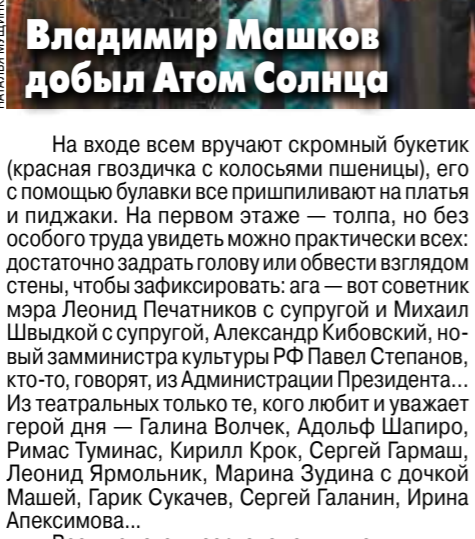 НАТАЛЬЯ МУЩИНК
Владимир Машков
добыл Атом Солнца
На входе всем вручают скромный букетик
(красная гвоздичка с колосьями пшеницы), его
с помощью булавки все пришпиливают на платья
и пиджаки. На первом этаже — толпа, но без
особого труда увидеть можно практически всех:
достаточно задрать голову или обвести взглядом
стены, чтобы зафиксировать: ага — вот советник
мэра Леонид Печатников с супругой и Михаил
Швыдкой с супругой, Александр Кибовский, но-
вый замминистра культуры РФ Павел Степанов,
кто-то, говорят, из Администрации Президента...
Из театральных только те, кого любит и уважает
герой дня — Галина Волчек, Адольф Шапиро,
Римас Туминас, Кирилл Крок, Сергей Гармаш,
Леонид Ярмольник, Марина Зудина с дочкой
Машей, Гарик Сукачев, Сергей Галанин, Ирина
Апексимова...